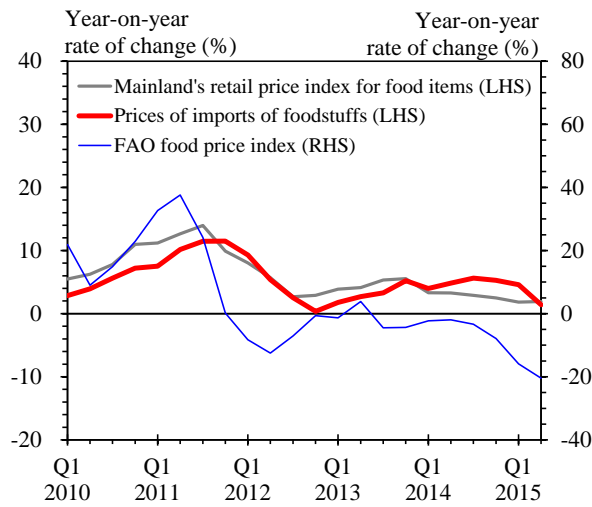 Year-on-year
rate of change (%)
Year-on-year
rate of change (%)
Mainland's retail price index for food items (LHS)
Prices of imports of foodstuffs (LHS)
FAO food price index (RHS)
40
30
20
10
0
-10
-20
80
60
40
20
0
-20
-40
Q1 Q1 Q1 Q1 Q1 Q1
2010 2011 2012 2013 2014 2015